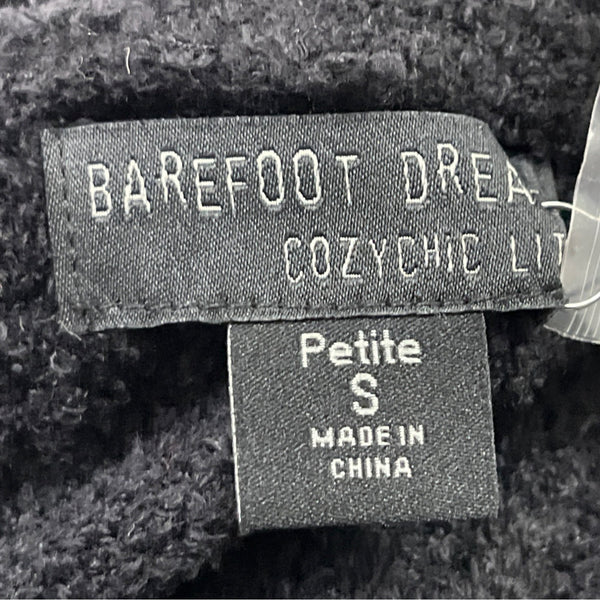 BAREFOOT DREA
COZYCHiC LIT
Petite
S
MADE IN
CHINA